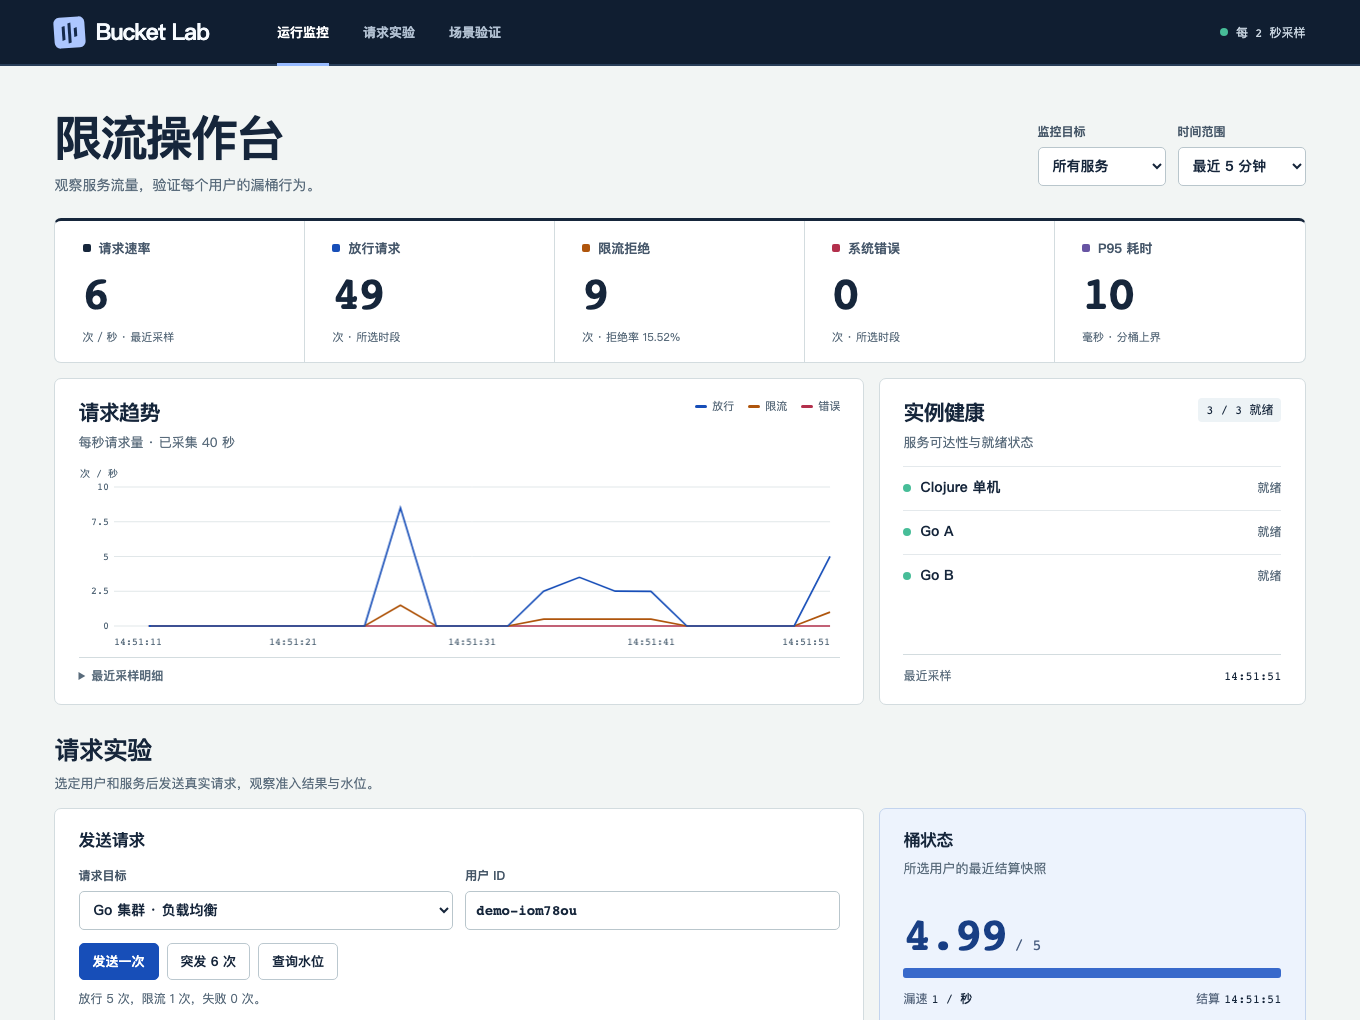 Bucket Lab
运行监控
请求实验
场景验证
每 2 秒采样
限流操作台
观察服务流量，验证每个用户的漏桶行为。
监控目标
所有服务
时间范围
最近 5 分钟
请求速率
6
次 / 秒 · 最近采样
放行请求
49
次 · 所选时段
限流拒绝
9
次 · 拒绝率 15.52%
系统错误
0
次 · 所选时段
P95 耗时
10
毫秒 · 分桶上界
请求趋势
每秒请求量 · 已采集 40 秒
放行
限流
错误
次 / 秒
10
7.5
5
2.5
0
14:51:11
14:51:21
14:51:31
14:51:41
14:51:51
最近采样明细
实例健康
3 / 3 就绪
服务可达性与就绪状态
Clojure 单机
就绪
Go A
就绪
Go B
就绪
最近采样
14:51:51
请求实验
选定用户和服务后发送真实请求，观察准入结果与水位。
发送请求
请求目标
Go 集群 · 负载均衡
用户 ID
demo-iom78ou
发送一次
突发 6 次
查询水位
放行 5 次，限流 1 次，失败 0 次。
桶状态
所选用户的最近结算快照
4.99 / 5
漏速 1 / 秒
结算 14:51:51